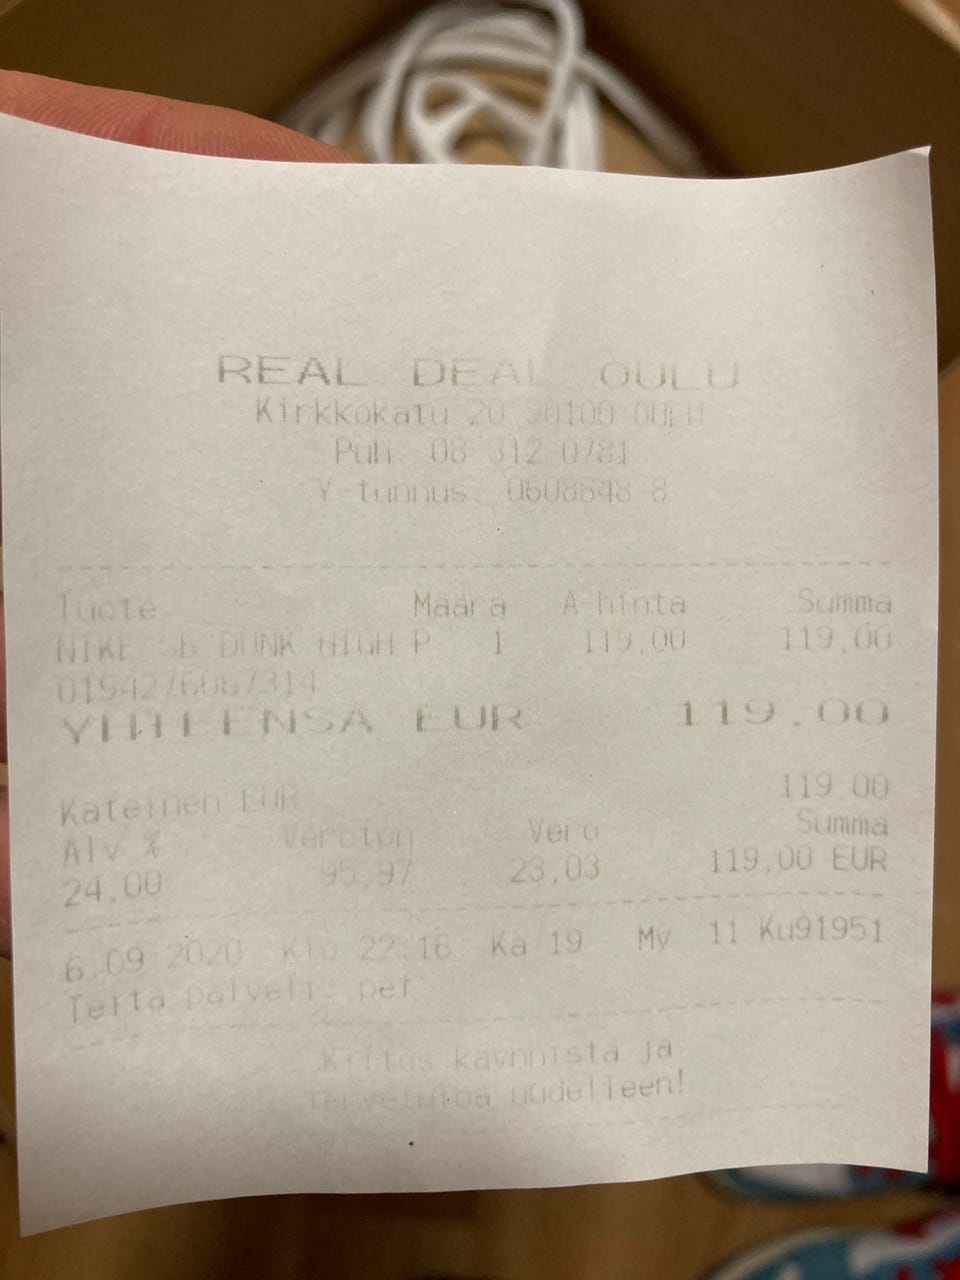 REAL DEAL OULU
Kirkkokatu 20 90100 OULU
Puh. 08 312 0781
Y-tunnus: 0608848-8
Tuote Määrä A-hinta Summa
NIKE SB DUNK HIGH P 1 119,00 119,00
0194276067314
YHTEENSÄ EUR 119.00
Käteinen EUR 119,00
Alv % Veroton Vero Summa
24,00 95,97 23,03 119,00 EUR
6.09.2020 Klo 22:16 Ka 19 My 11 Ku91951
Teitä palveli: pet
Kiitos käynnistä ja
tervetuloa uudelleen!